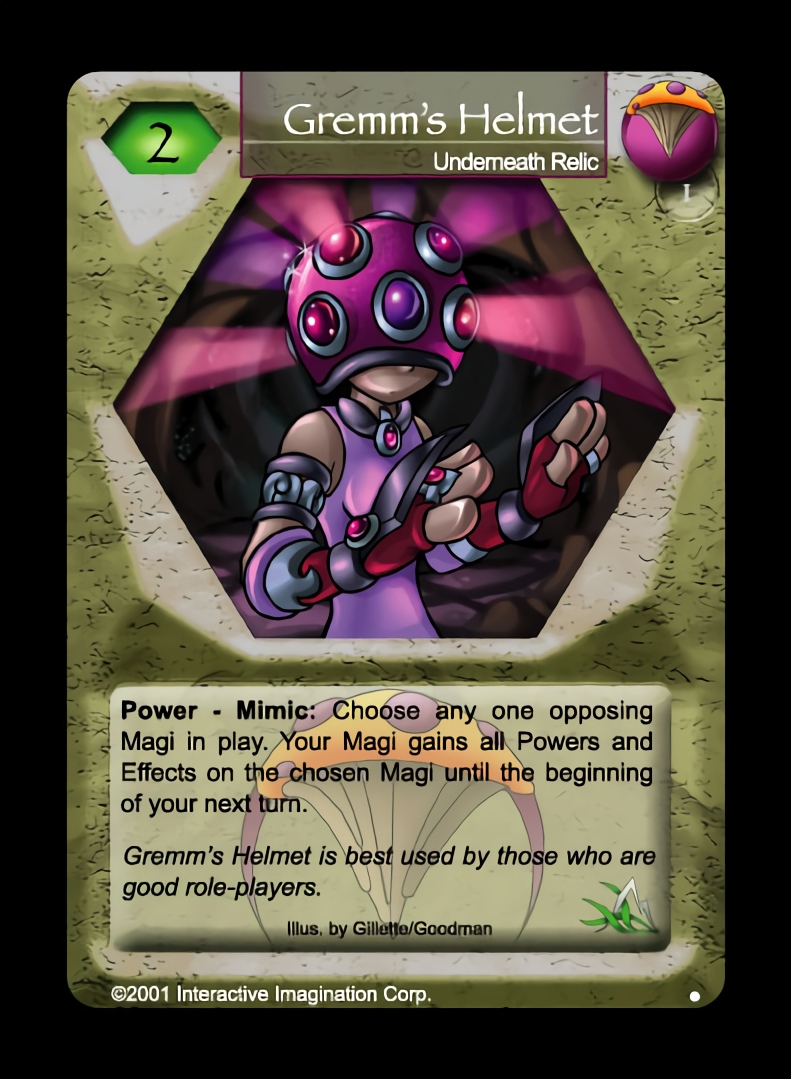 2
Gremm's Helmet
Underneath Relic
1
Power - Mimic: Choose any one opposing
Magi in play. Your Magi gains all Powers and
Effects on the chosen Magi until the beginning
of your next turn.
Gremm's Helmet is best used by those who are
good role-players.
Illus. by Gillette/Goodman
©2001 Interactive Imagination Corp.